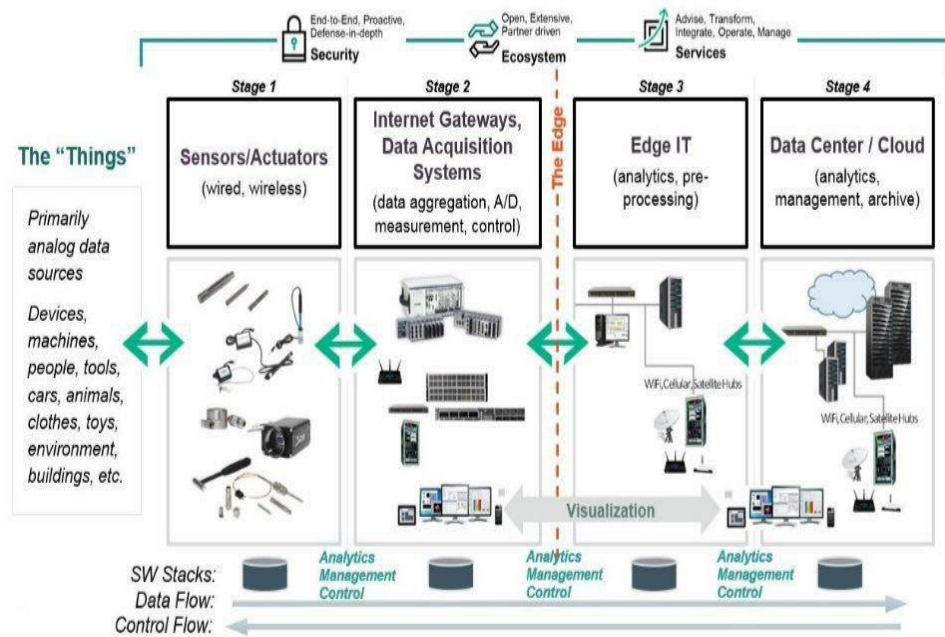 End-to-End, Proactive,
Defense-in-depth
Security
Open, Extensive,
Partner driven
Ecosystem
Advise, Transform,
Integrate, Operate, Manage
Services
Stage 1
Stage 2
Stage 3
Stage 4
The "Things"
Primarily
analog data
sources
Devices,
machines,
people, tools,
cars, animals,
clothes, toys,
environment,
buildings, etc.
Sensors/Actuators
(wired, wireless)
Internet Gateways,
Data Acquisition
Systems
(data aggregation, A/D,
measurement, control)
The Edge
Edge IT
(analytics, pre-
processing)
Data Center / Cloud
(analytics,
management, archive)
WiFi, Cellular, Satellite Hubs
WiFi, Cellular, Satellite Hubs
Visualization
SW Stacks:
Analytics
Management
Control
Analytics
Management
Control
Analytics
Management
Control
Data Flow:
Control Flow: